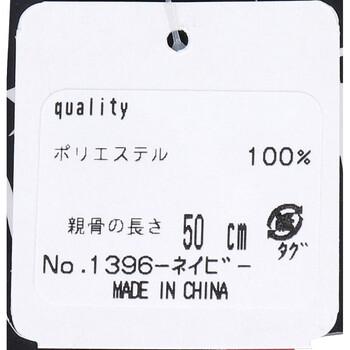 quality
ポリエステル 100%
親骨の長さ 50 cm
タグ
No.1396-ネイビー
MADE IN CHINA